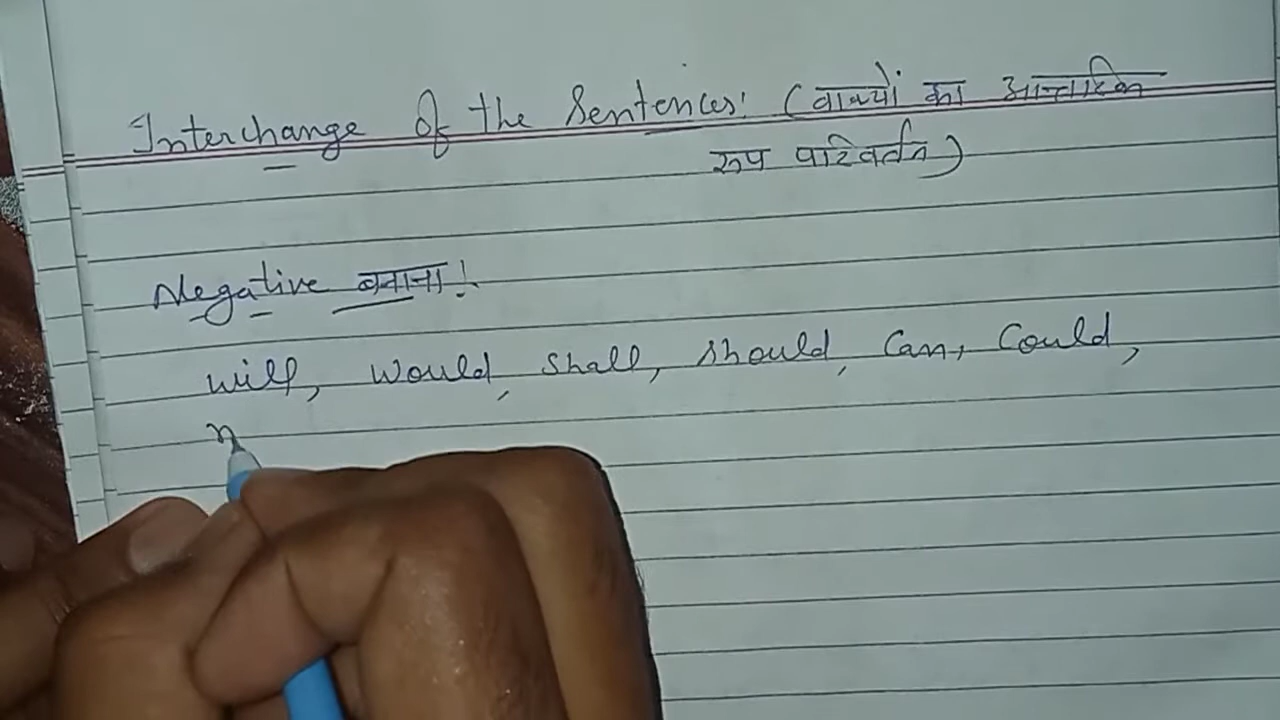 Interchange of the Sentences: (वाक्यों का आन्तरिक
रूप परिवर्तन)
Negative बनाना:
will, would, shall, should, can, could,